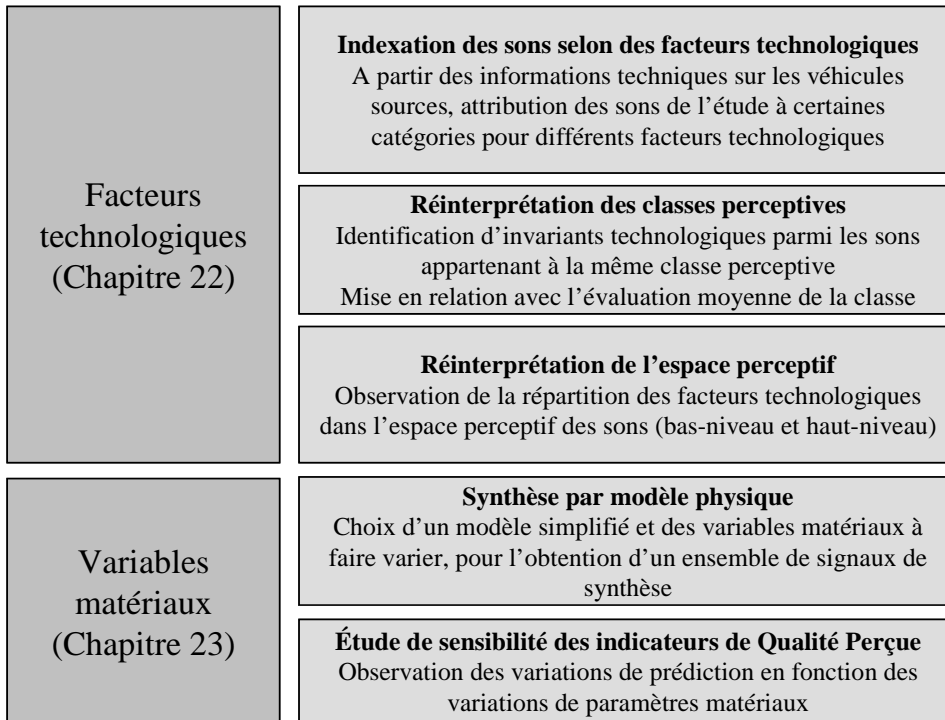 Facteurs
technologiques
(Chapitre 22)
Indexation des sons selon des facteurs technologiques
A partir des informations techniques sur les véhicules
sources, attribution des sons de l’étude à certaines
catégories pour différents facteurs technologiques
Réinterprétation des classes perceptives
Identification d’invariants technologiques parmi les sons
appartenant à la même classe perceptive
Mise en relation avec l’évaluation moyenne de la classe
Réinterprétation de l’espace perceptif
Observation de la répartition des facteurs technologiques
dans l’espace perceptif des sons (bas-niveau et haut-niveau)
Variables
matériaux
(Chapitre 23)
Synthèse par modèle physique
Choix d’un modèle simplifié et des variables matériaux à
faire varier, pour l’obtention d’un ensemble de signaux de
synthèse
Étude de sensibilité des indicateurs de Qualité Perçue
Observation des variations de prédiction en fonction des
variations de paramètres matériaux